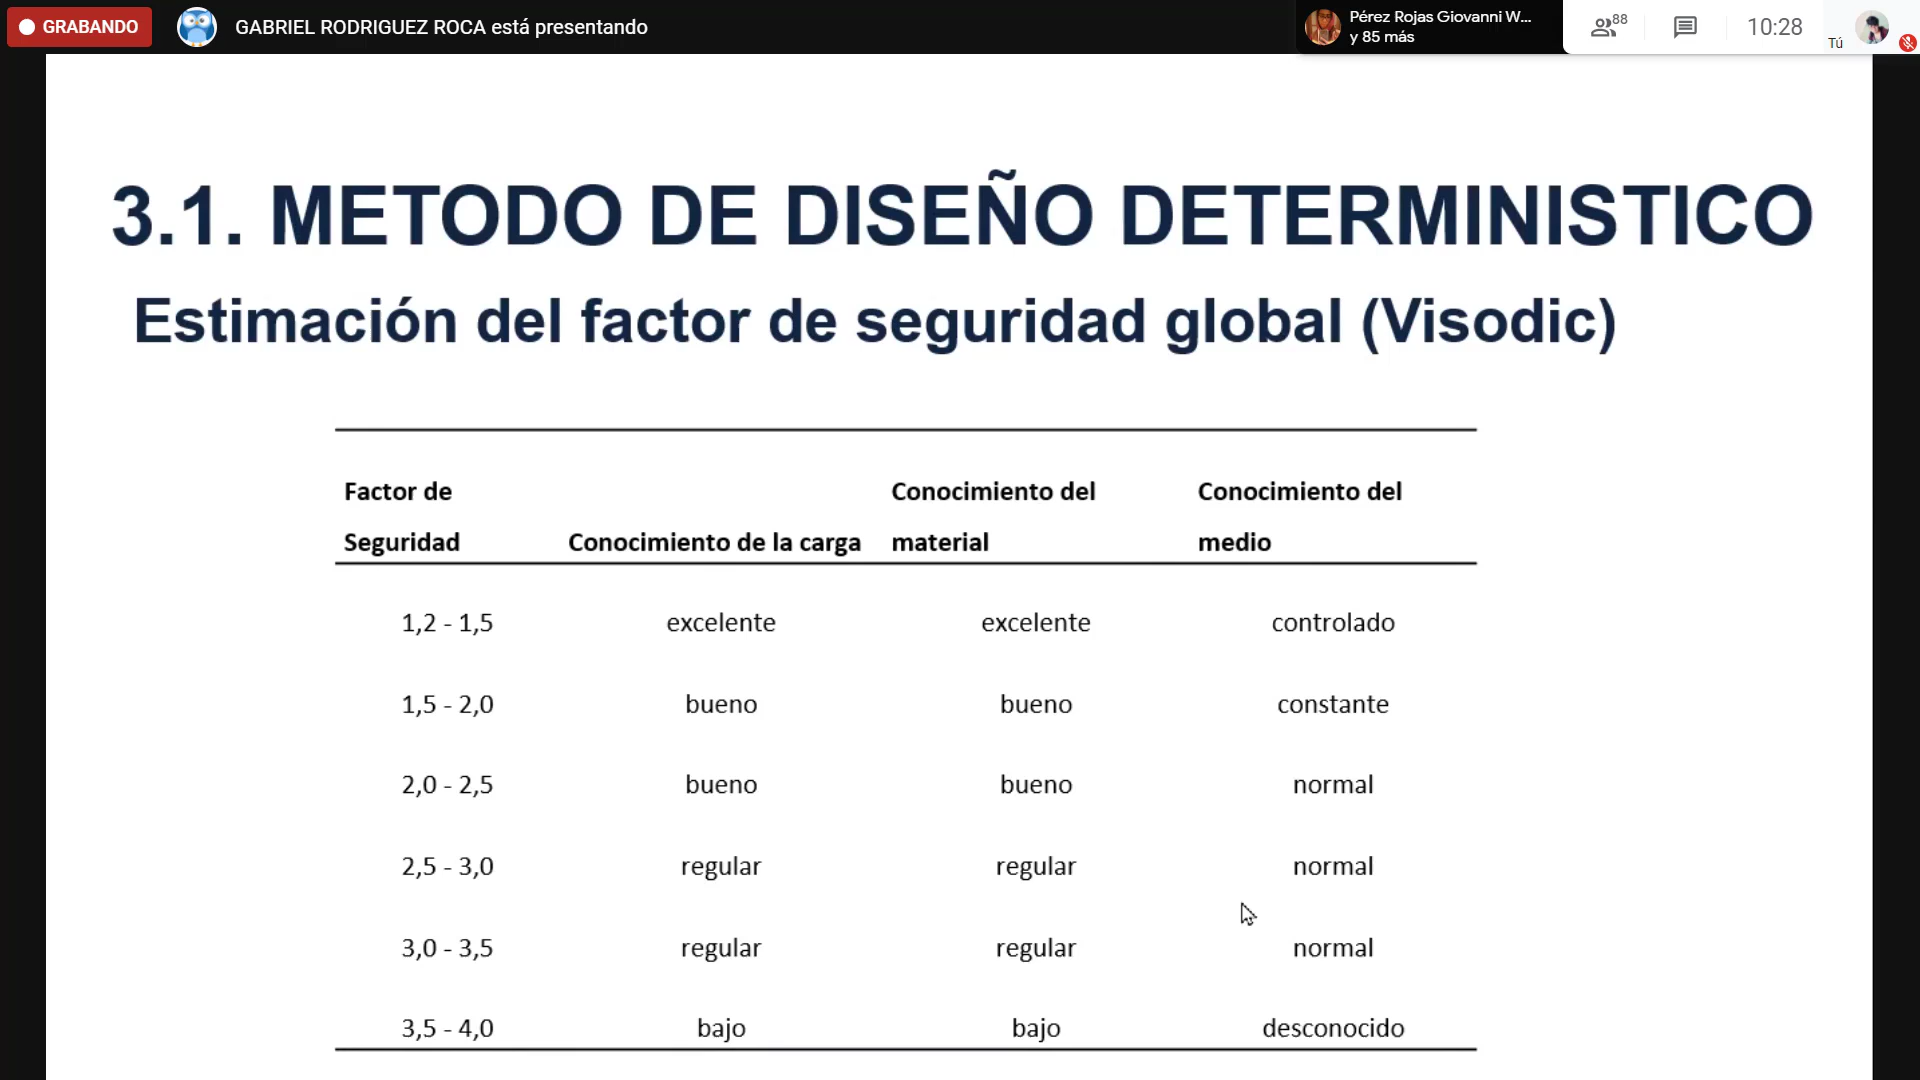 GRABANDO
GABRIEL RODRIGUEZ ROCA está presentando
Pérez Rojas Giovanni W...
y 85 más
88
10:28
Tú
3.1. METODO DE DISEÑO DETERMINISTICO
Estimación del factor de seguridad global (Visodic)
Factor de Seguridad Conocimiento de la carga Conocimiento del material Conocimiento del medio
1,2 - 1,5 excelente excelente controlado
1,5 - 2,0 bueno bueno constante
2,0 - 2,5 bueno bueno normal
2,5 - 3,0 regular regular normal
3,0 - 3,5 regular regular normal
3,5 - 4,0 bajo bajo desconocido